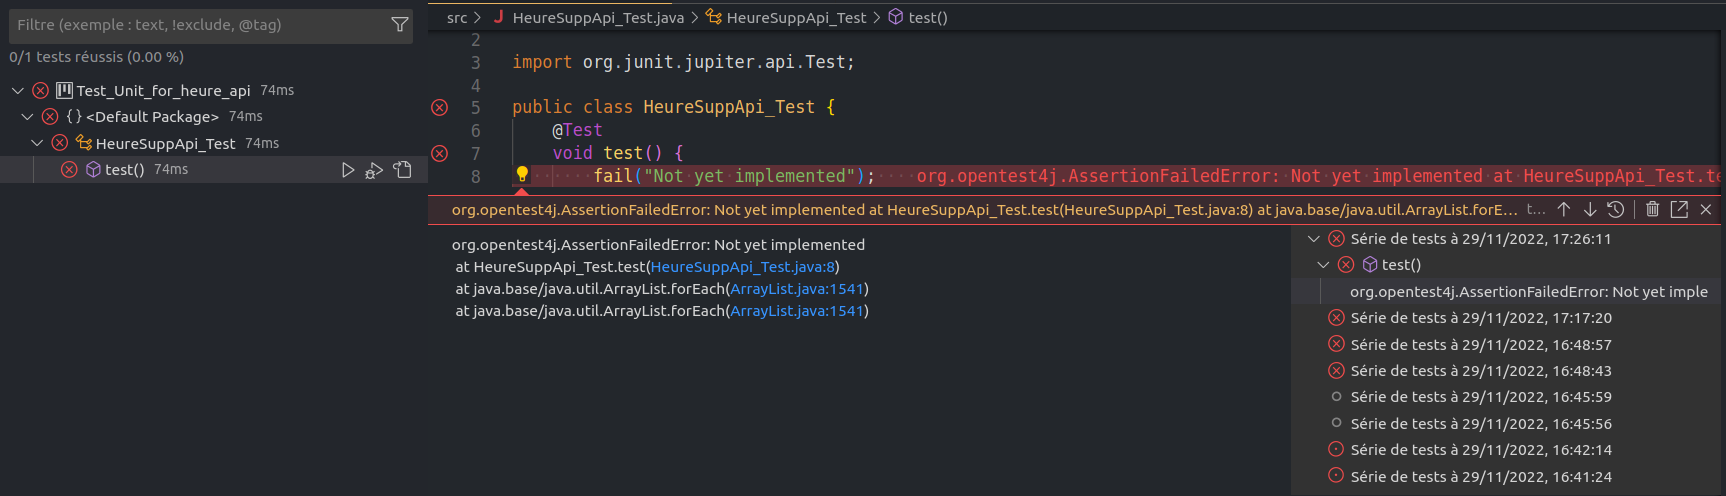 Filtre (exemple : text, !exclude, @tag)
0/1 tests réussis (0.00 %)
Test_Unit_for_heure_api 74ms
{} <Default Package> 74ms
HeureSuppApi_Test 74ms
test() 74ms
src > J HeureSuppApi_Test.java > HeureSuppApi_Test > test()
2
3 import org.junit.jupiter.api.Test;
4
5 public class HeureSuppApi_Test {
6 @Test
7 void test() {
8 fail("Not yet implemented"); org.opentest4j.AssertionFailedError: Not yet implemented at HeureSuppApi_Test.te
org.opentest4j.AssertionFailedError: Not yet implemented at HeureSuppApi_Test.test(HeureSuppApi_Test.java:8) at java.base/java.util.ArrayList.forE... t...
org.opentest4j.AssertionFailedError: Not yet implemented
at HeureSuppApi_Test.test(HeureSuppApi_Test.java:8)
at java.base/java.util.ArrayList.forEach(ArrayList.java:1541)
at java.base/java.util.ArrayList.forEach(ArrayList.java:1541)
Série de tests à 29/11/2022, 17:26:11
test()
org.opentest4j.AssertionFailedError: Not yet imple
Série de tests à 29/11/2022, 17:17:20
Série de tests à 29/11/2022, 16:48:57
Série de tests à 29/11/2022, 16:48:43
Série de tests à 29/11/2022, 16:45:59
Série de tests à 29/11/2022, 16:45:56
Série de tests à 29/11/2022, 16:42:14
Série de tests à 29/11/2022, 16:41:24